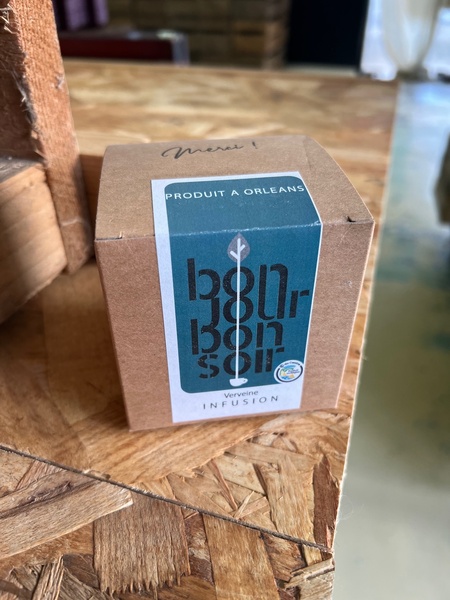 Merci !
PRODUIT A ORLEANS
bon
jour
bon
soir
Verveine
INFUSION